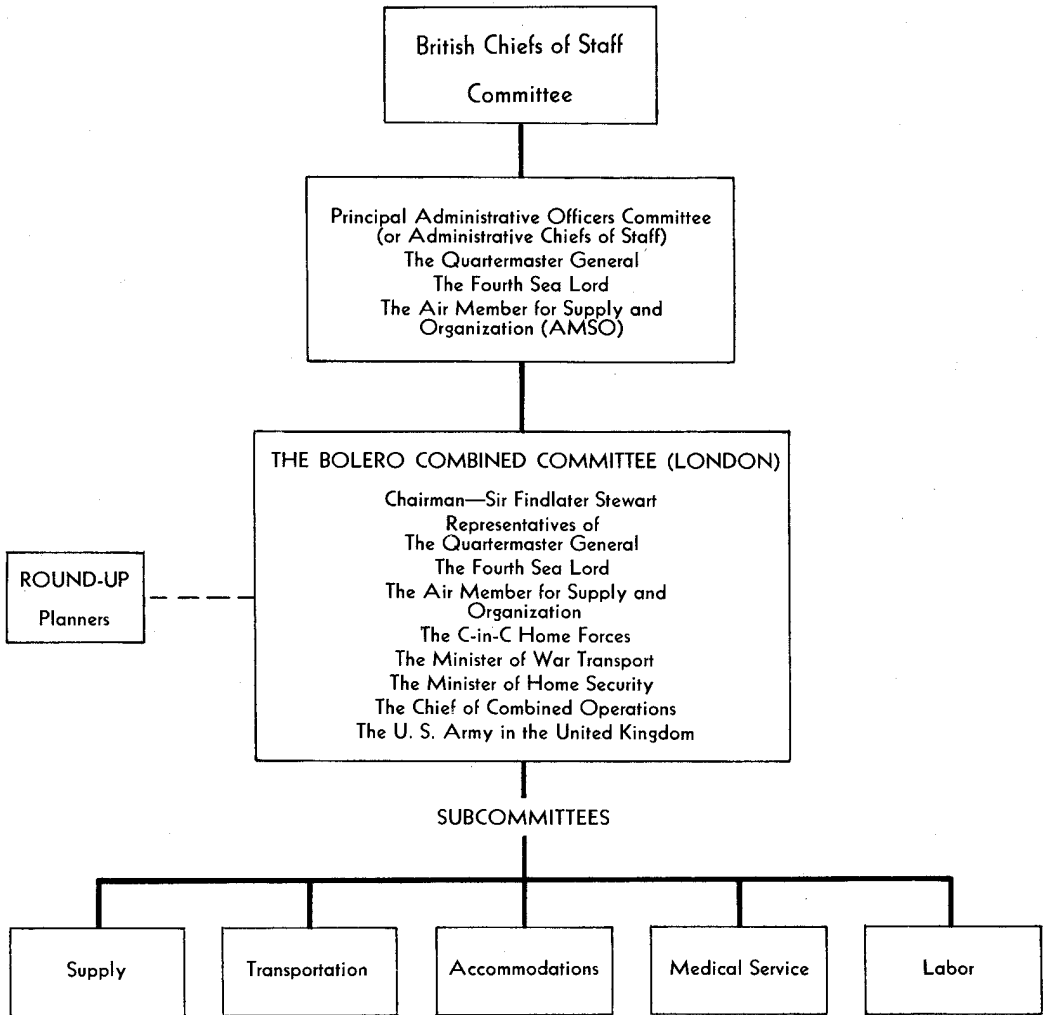 British Chiefs of Staff
Committee
Principal Administrative Officers Committee
(or Administrative Chiefs of Staff)
The Quartermaster General
The Fourth Sea Lord
The Air Member for Supply and
Organization (AMSO)
THE BOLERO COMBINED COMMITTEE (LONDON)
Chairman—Sir Findlater Stewart
Representatives of
The Quartermaster General
The Fourth Sea Lord
The Air Member for Supply and
Organization
The C-in-C Home Forces
The Minister of War Transport
The Minister of Home Security
The Chief of Combined Operations
The U. S. Army in the United Kingdom
ROUND-UP
Planners
SUBCOMMITTEES
Supply
Transportation
Accommodations
Medical Service
Labor